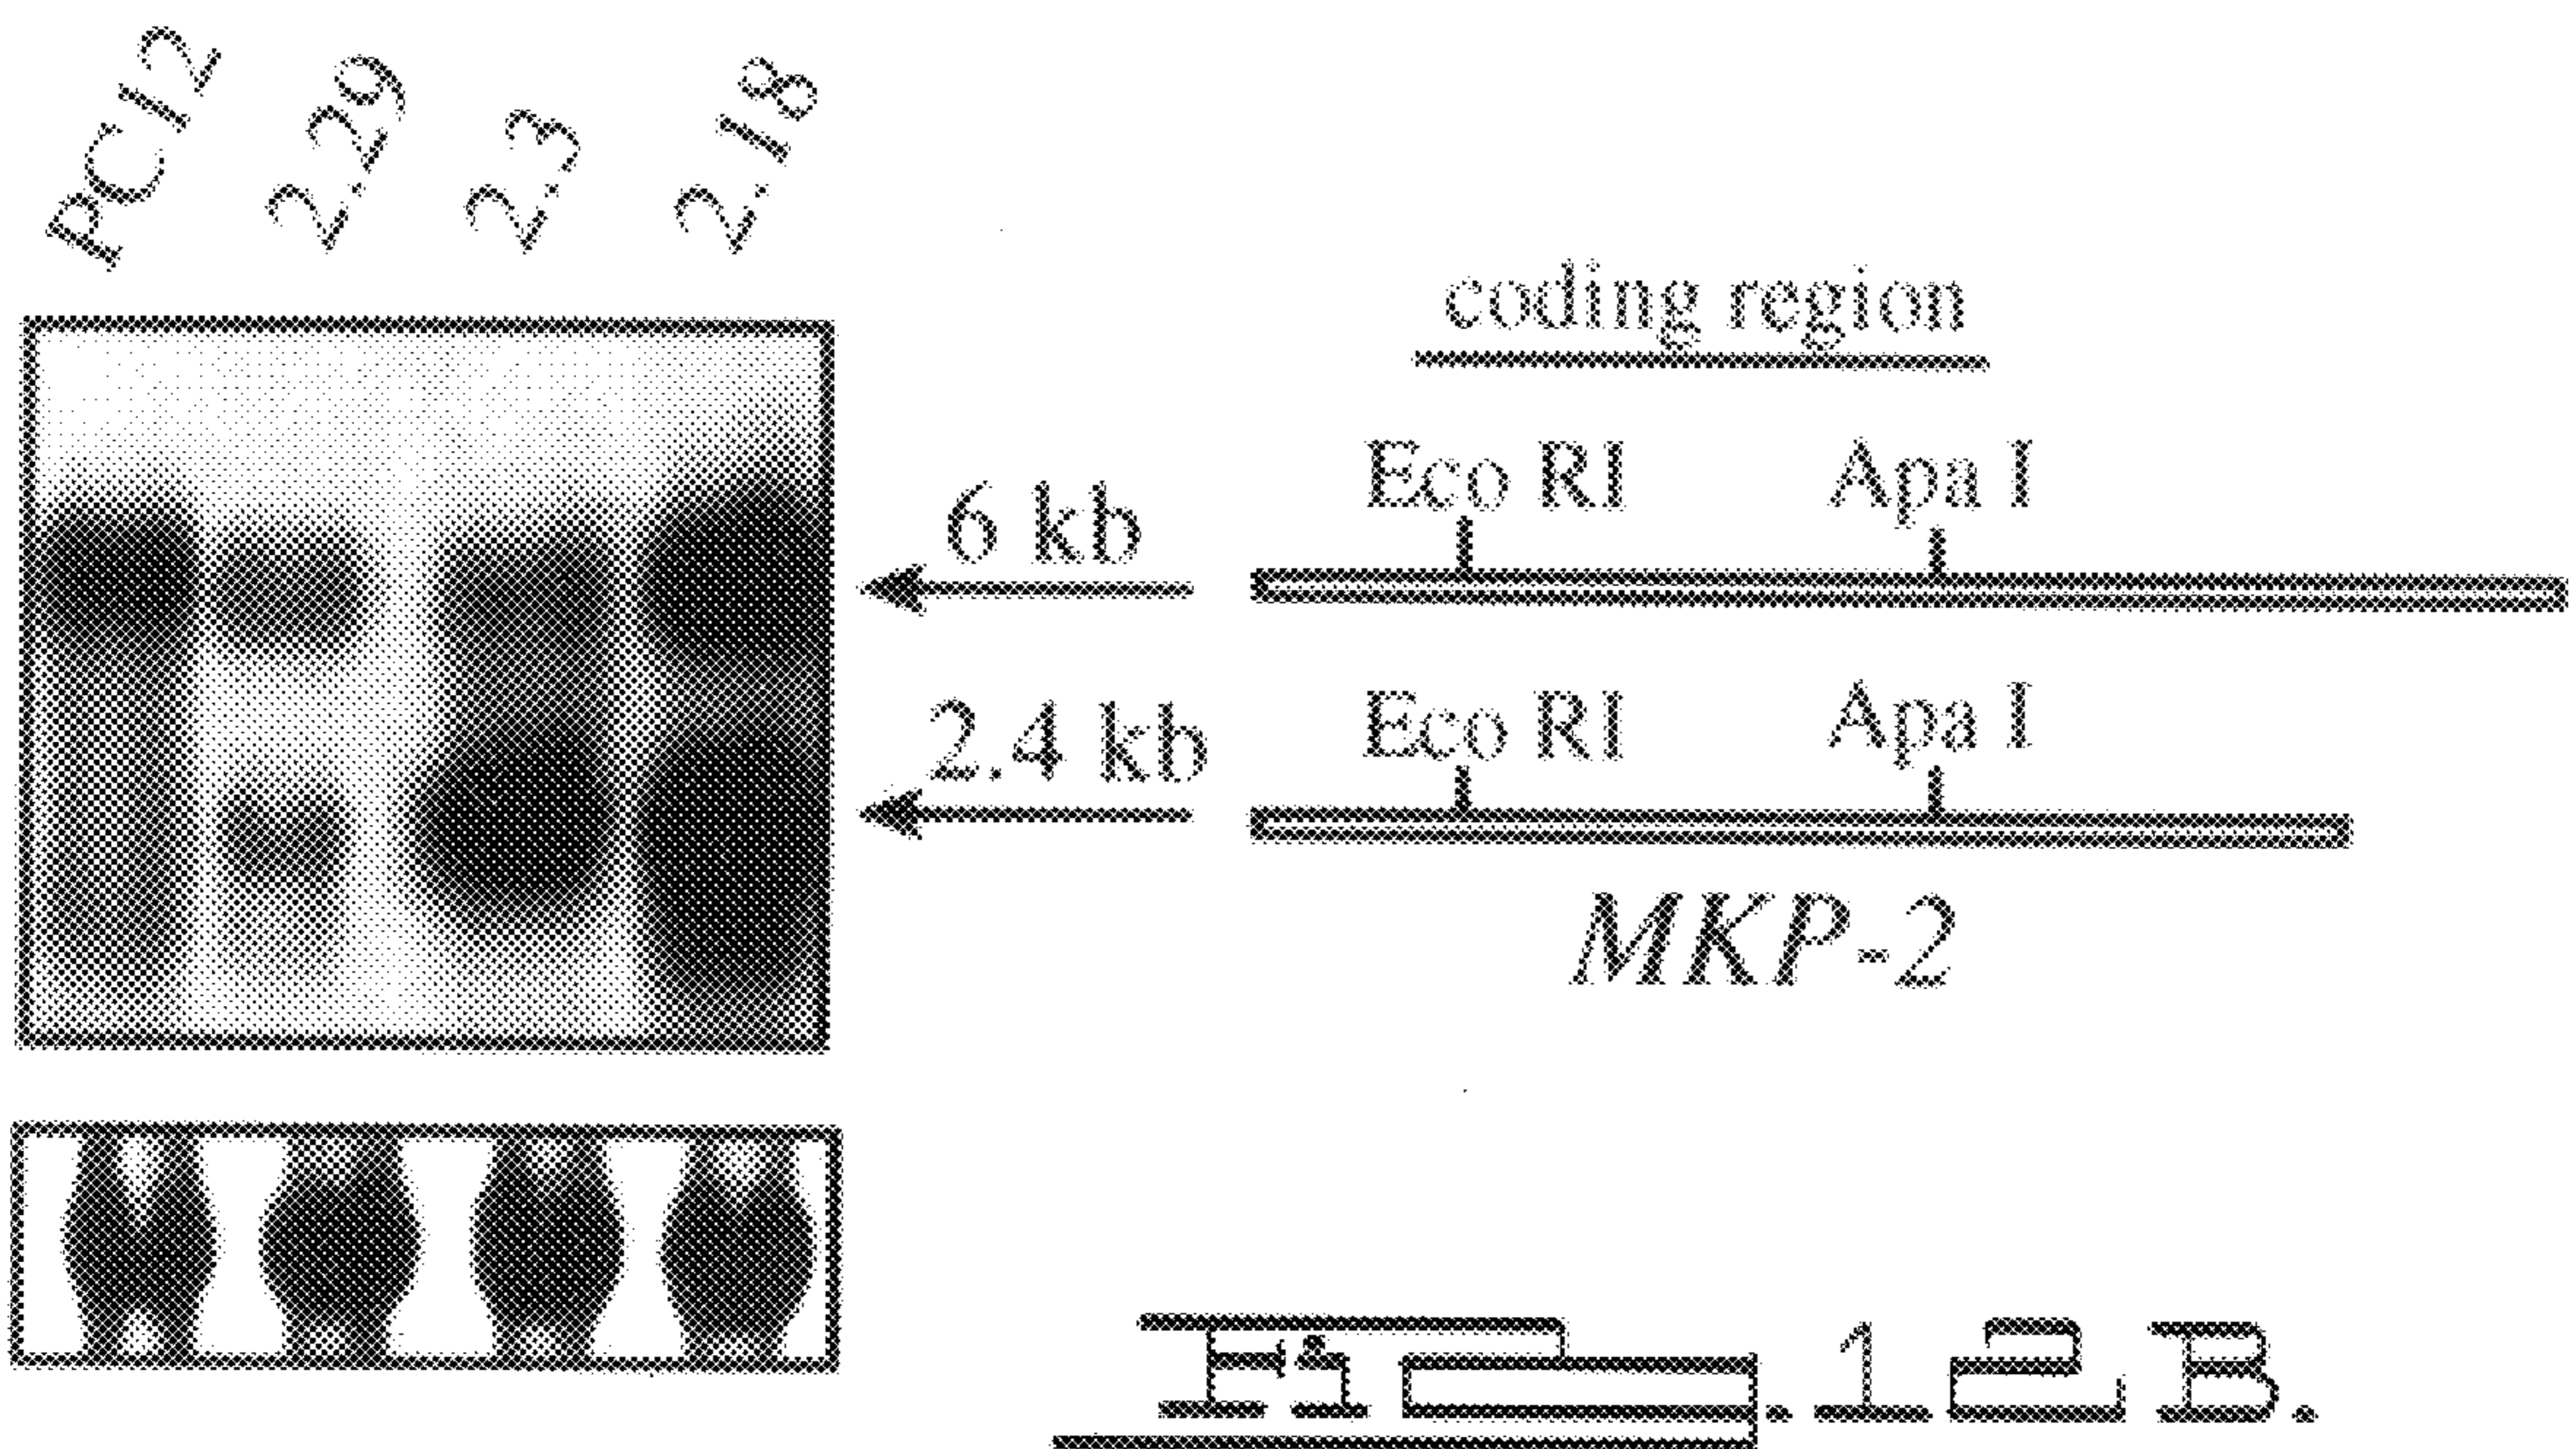 PC12
2.29
2.3
2.18
coding region
Eco RI Apa I
6 kb
Eco RI Apa I
2.4 kb
MKP-2
Fig.12B.